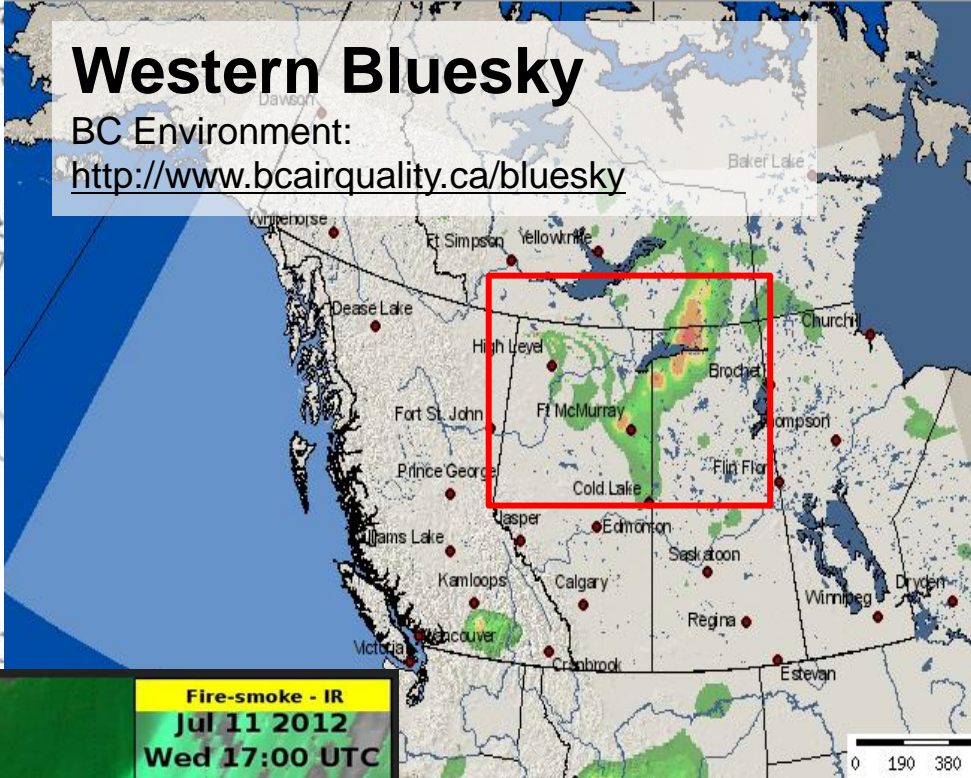 Western Bluesky
BC Environment:
http://www.bcairquality.ca/bluesky
Dawson
Baker Lake
Whitehorse
Ft Simpson
Yellowknife
Dease Lake
High Level
Churchill
Brochet
Fort St. John
Ft McMurray
Thompson
Prince George
Flin Flon
Cold Lake
Jasper
Edmonton
Williams Lake
Saskatoon
Kamloops
Calgary
Dryden
Winnipeg
Regina
Vancouver
Victoria
Cranbrook
Estevan
Fire-smoke - IR
Jul 11 2012
Wed 17:00 UTC
0 190 380